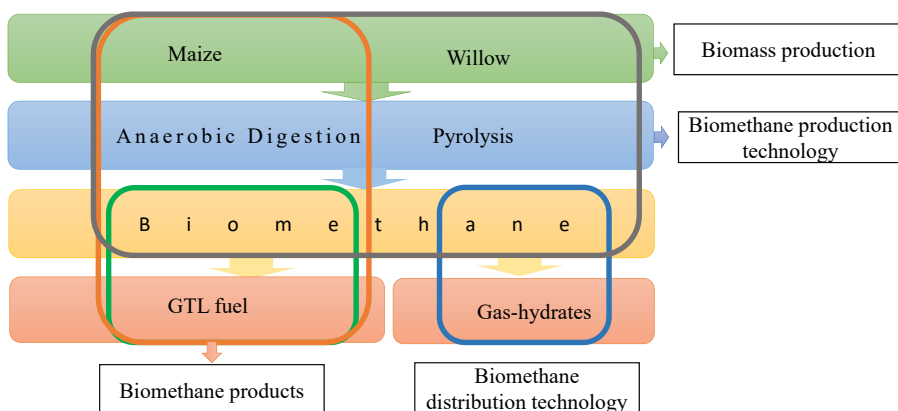 Maize
Willow
Biomass production
Anaerobic Digestion
Pyrolysis
Biomethane production
technology
Biomethane
GTL fuel
Gas-hydrates
Biomethane products
Biomethane
distribution technology